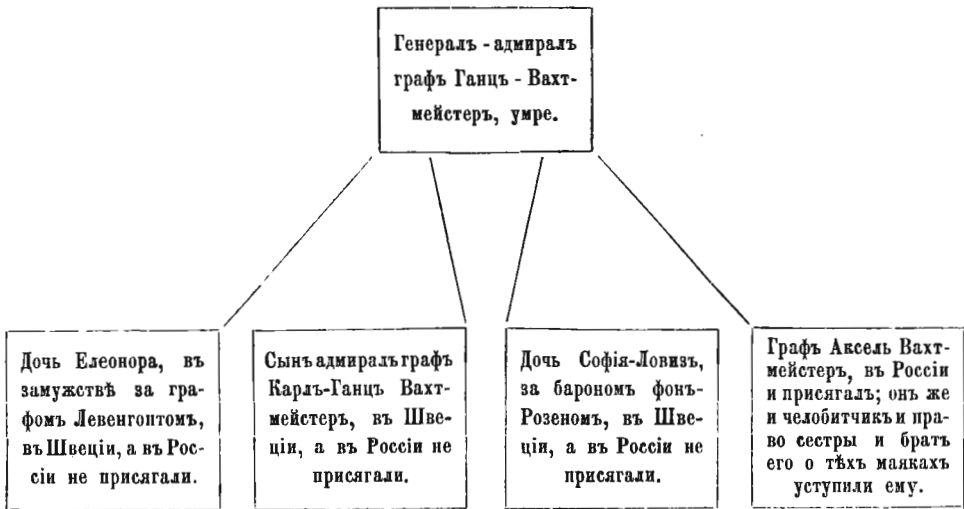 Генералъ - адмиралъ
графъ Ганцъ - Вахт-
мейстеръ, умре.
Дочь Елеонора, въ
замужствѣ за гра-
фомъ Левенгоптомъ,
въ Швеціи, а въ Рос-
сіи не присягали.
Сынъ адмиралъ графъ
Карлъ-Ганцъ Вахт-
мейстеръ, въ Шве-
ціи, а въ Россіи не
присягали.
Дочь Софія-Ловизъ,
за барономъ фонъ-
Розеномъ, въ Шве-
ціи, а въ Россіи не
присягали.
Графъ Аксель Вахт-
мейстеръ, въ Россіи
и присягалъ; онъ же
и челобитчикъ и пра-
во сестры и братъ
его о тѣхъ маякахъ
уступили ему.